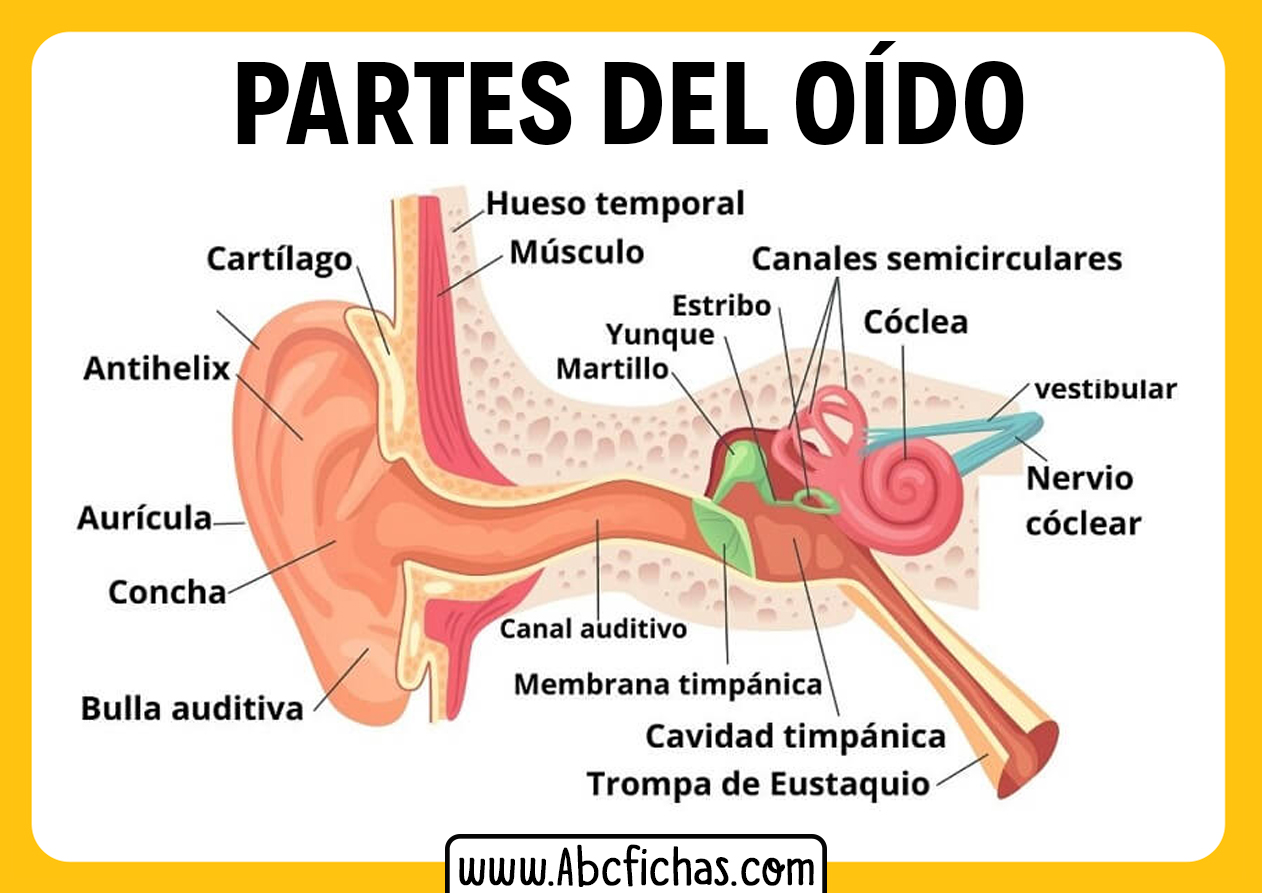 PARTES DEL OÍDO
Hueso temporal
Músculo
Cartílago
Canales semicirculares
Estribo
Cóclea
Yunque
Martillo
Antihelix
vestibular
Nervio
cóclear
Aurícula
Concha
Canal auditivo
Membrana timpánica
Bulla auditiva
Cavidad timpánica
Trompa de Eustaquio
www.Abcfichas.com